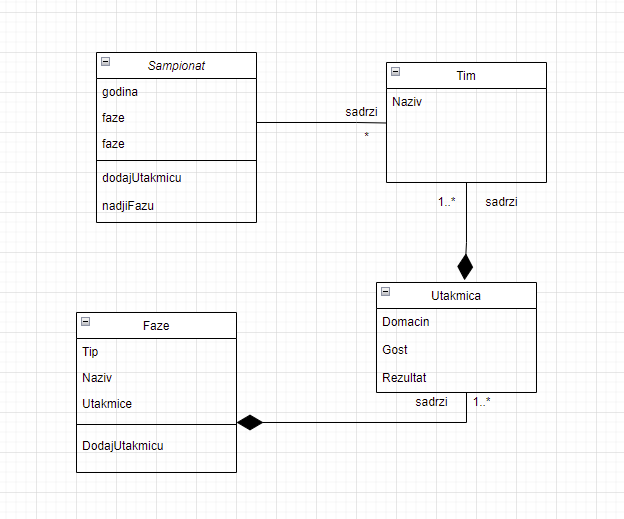 Sampionat
godina
faze
faze
dodajUtakmicu
nadjiFazu
sadrzi
*
Tim
Naziv
1..*
sadrzi
Utakmica
Domacin
Gost
Rezultat
sadrzi
1..*
Faze
Tip
Naziv
Utakmice
DodajUtakmicu